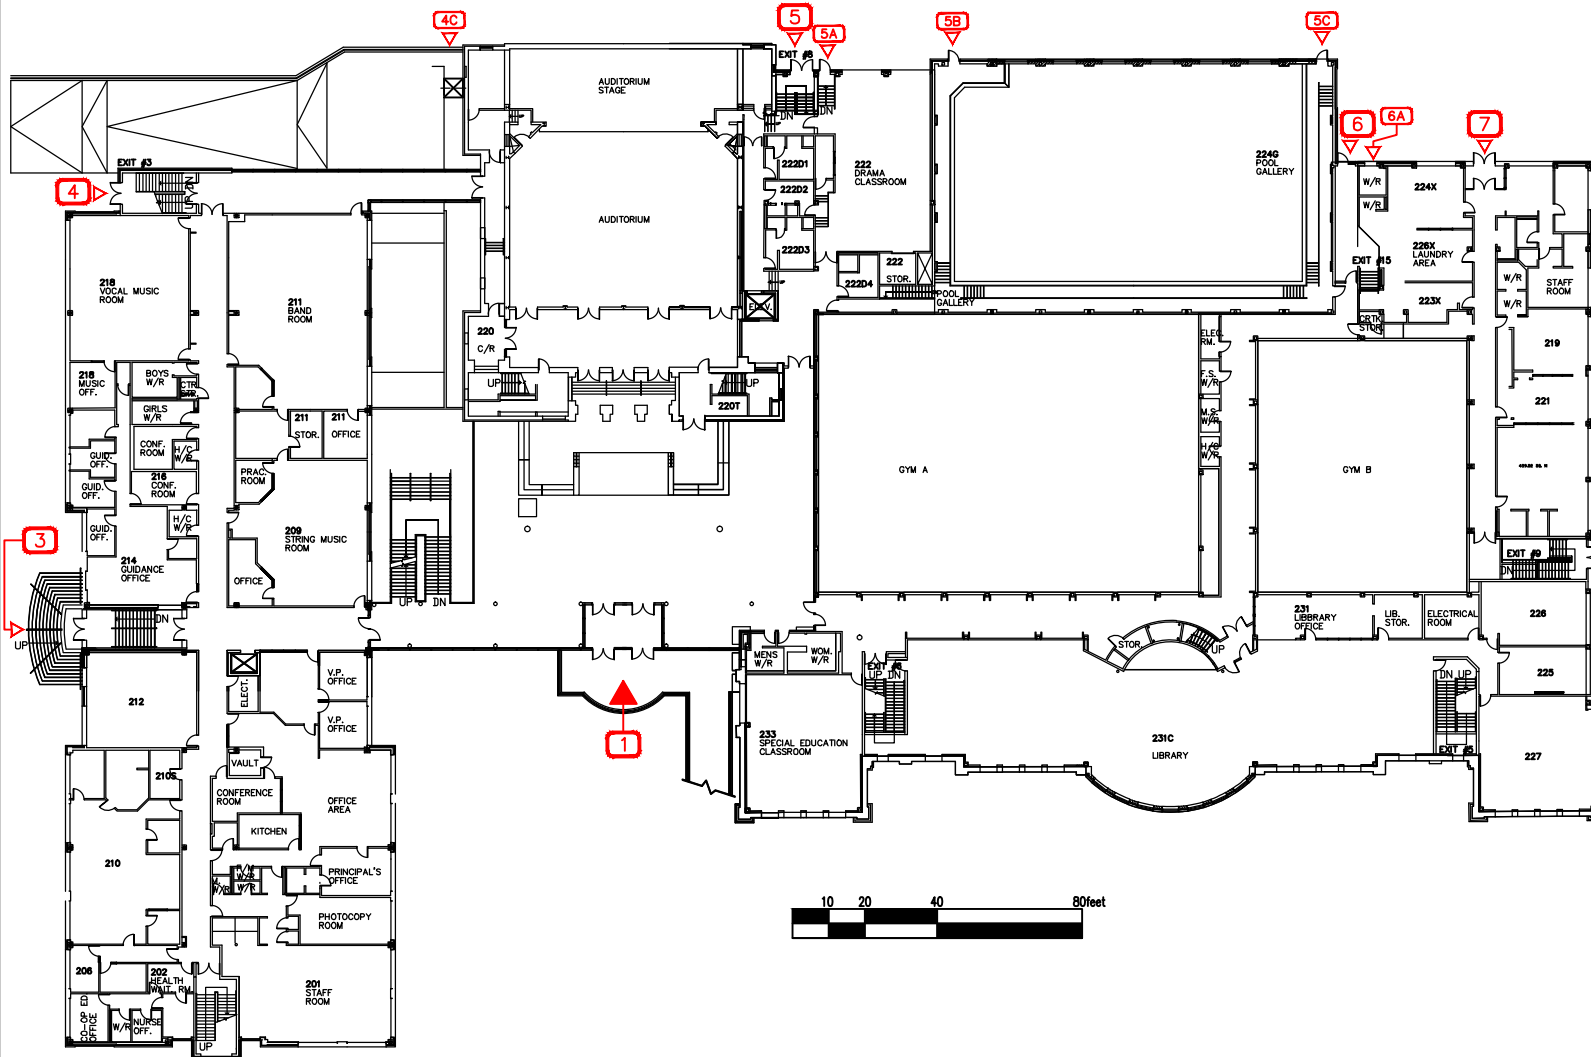 4C
5
5A
5B
5C
EXIT #8
AUDITORIUM
STAGE
DN
DN
6
6A
7
EXIT #3
4
UP
DN
222D1
222
DRAMA
CLASSROOM
224G
POOL
GALLERY
W/R
224X
222D2
W/R
AUDITORIUM
222D3
226X
LAUNDRY
AREA
EXIT #15
218
VOCAL MUSIC
ROOM
211
BAND
ROOM
222D4
222
STOR.
POOL
GALLERY
ELEV.
W/R
W/R
STAFF
ROOM
223X
CRTK
STOR.
220
C/R
ELEC.
RM.
219
218
MUSIC
OFF.
BOYS
W/R
CTR
STR.
UP
UP
F.S.
W/R
220T
221
GIRLS
W/R
M.S.
W/R
211
STOR.
211
OFFICE
CONF.
ROOM
H/C
W/R
H/C
W/R
GUID.
OFF.
GYM A
GYM B
PRAC.
ROOM
216
CONF.
ROOM
GUID.
OFF.
H/C
W/R
GUID.
OFF.
3
209
STRING MUSIC
ROOM
214
GUIDANCE
OFFICE
OFFICE
EXIT #9
DN
UP
DN
DN
UP
231
LIBBRARY
OFFICE
LIB.
STOR.
ELECTRICAL
ROOM
226
STOR.
UP
MENS
W/R
WOM.
W/R
EXIT #6
UP
DN
V.P.
OFFICE
ELECT.
DN
UP
225
212
V.P.
OFFICE
1
233
SPECIAL EDUCATION
CLASSROOM
231C
LIBRARY
EXIT #5
227
VAULT
210S
CONFERENCE
ROOM
OFFICE
AREA
KITCHEN
210
W/R
M.
W/R
W/R
PRINCIPAL'S
OFFICE
PHOTOCOPY
ROOM
10
20
40
80feet
206
202
HEALTH
WAIT. RM.
201
STAFF
ROOM
CO-OP ED
OFFICE
W/R
NURSE
OFF.
UP